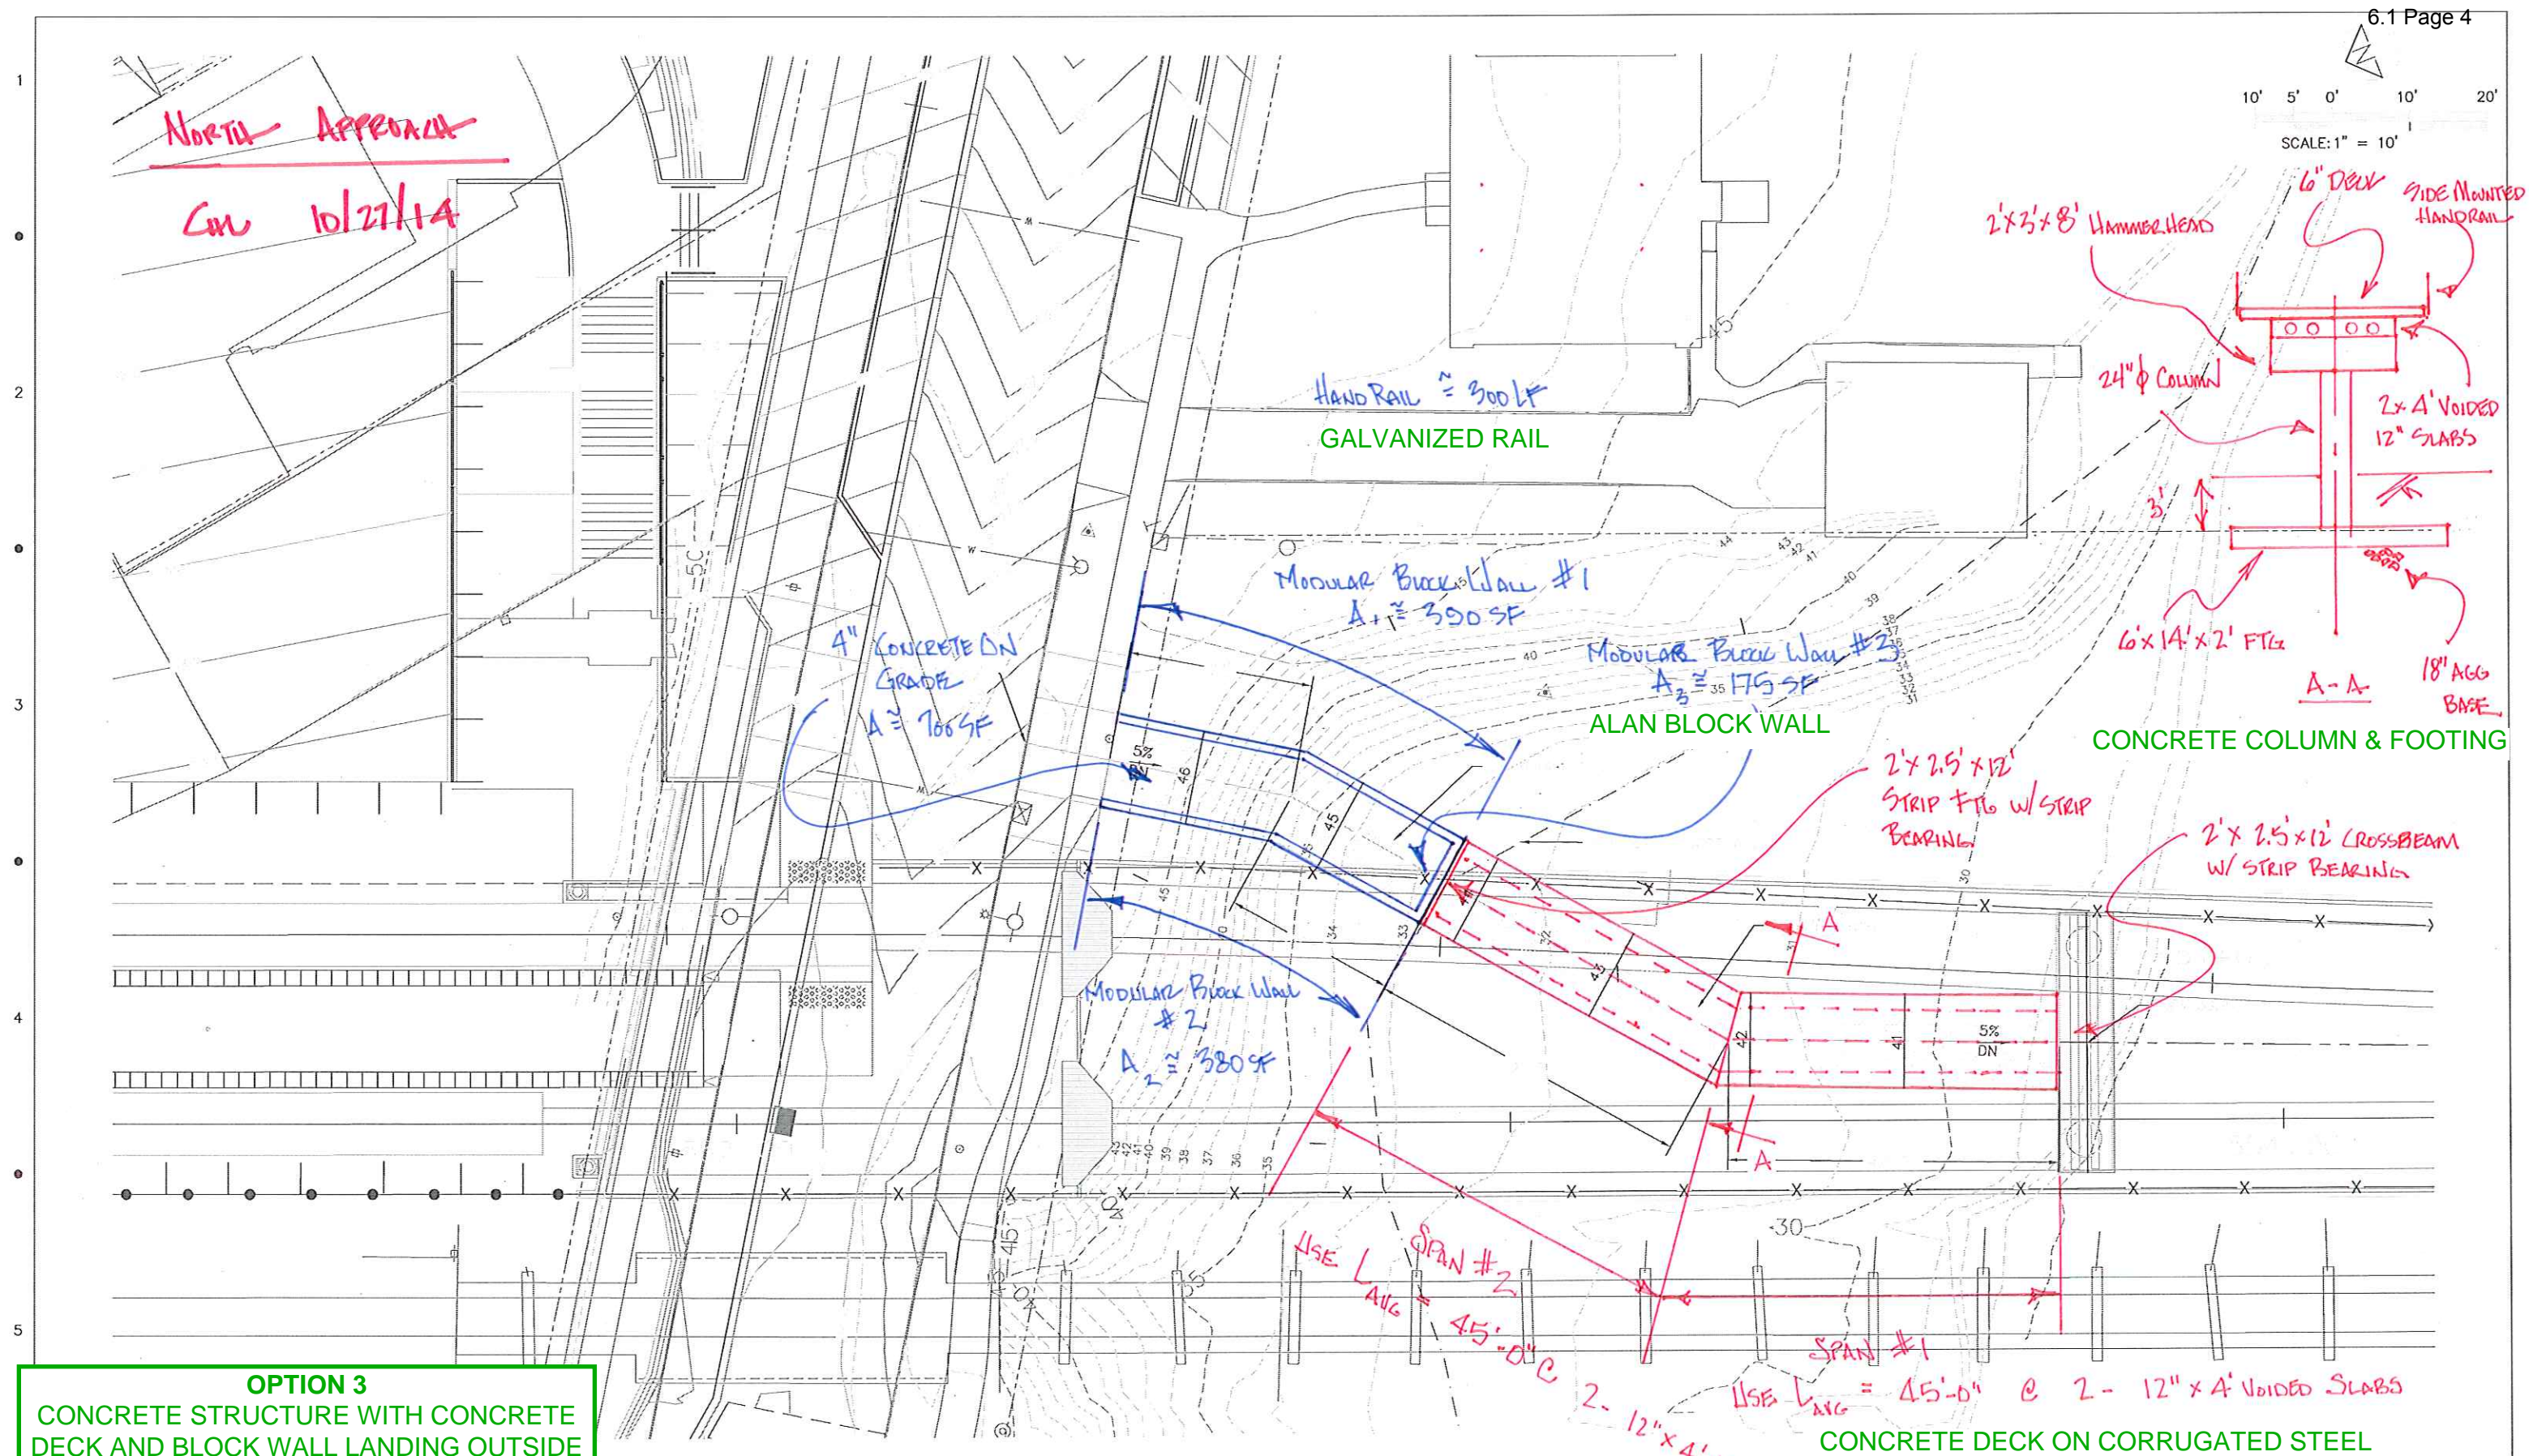 6.1 Page 4
10' 5' 0' 10' 20'
SCALE: 1" = 10'
NORTH APPROACH
10/27/14
6" DECK
SIDE MOUNTED
HANDRAIL
HAMMERHEAD
24"φ COLUMN
2x4' VOIDED
12" SLABS
3'
6'x14'x2' FTG
18" AGG
BASE
A-A
CONCRETE COLUMN & FOOTING
HANDRAIL ≅ 300 LF
GALVANIZED RAIL
MODULAR BLOCK WALL #1
A1 ≅ 390 SF
MODULAR BLOCK WALL #3
A3 ≅ 175 SF
ALAN BLOCK WALL
4" CONCRETE ON
GRADE
A ≅ 700 SF
2'x2.5'x12'
STRIP FTG W/STRIP
BEARING
2'x2.5'x12' CROSSBEAM
W/ STRIP BEARING
MODULAR BLOCK WALL
#2
A2 ≅ 380 SF
5%
5%
DN
A
A
SPAN #2
USE LAVG = 45'-0" @ 2- 12"x4'
SPAN #1
USE LAVG = 45'-0" @ 2- 12"x4' VOIDED SLABS
CONCRETE DECK ON CORRUGATED STEEL
OPTION 3
CONCRETE STRUCTURE WITH CONCRETE
DECK AND BLOCK WALL LANDING OUTSIDE
1
2
3
4
5